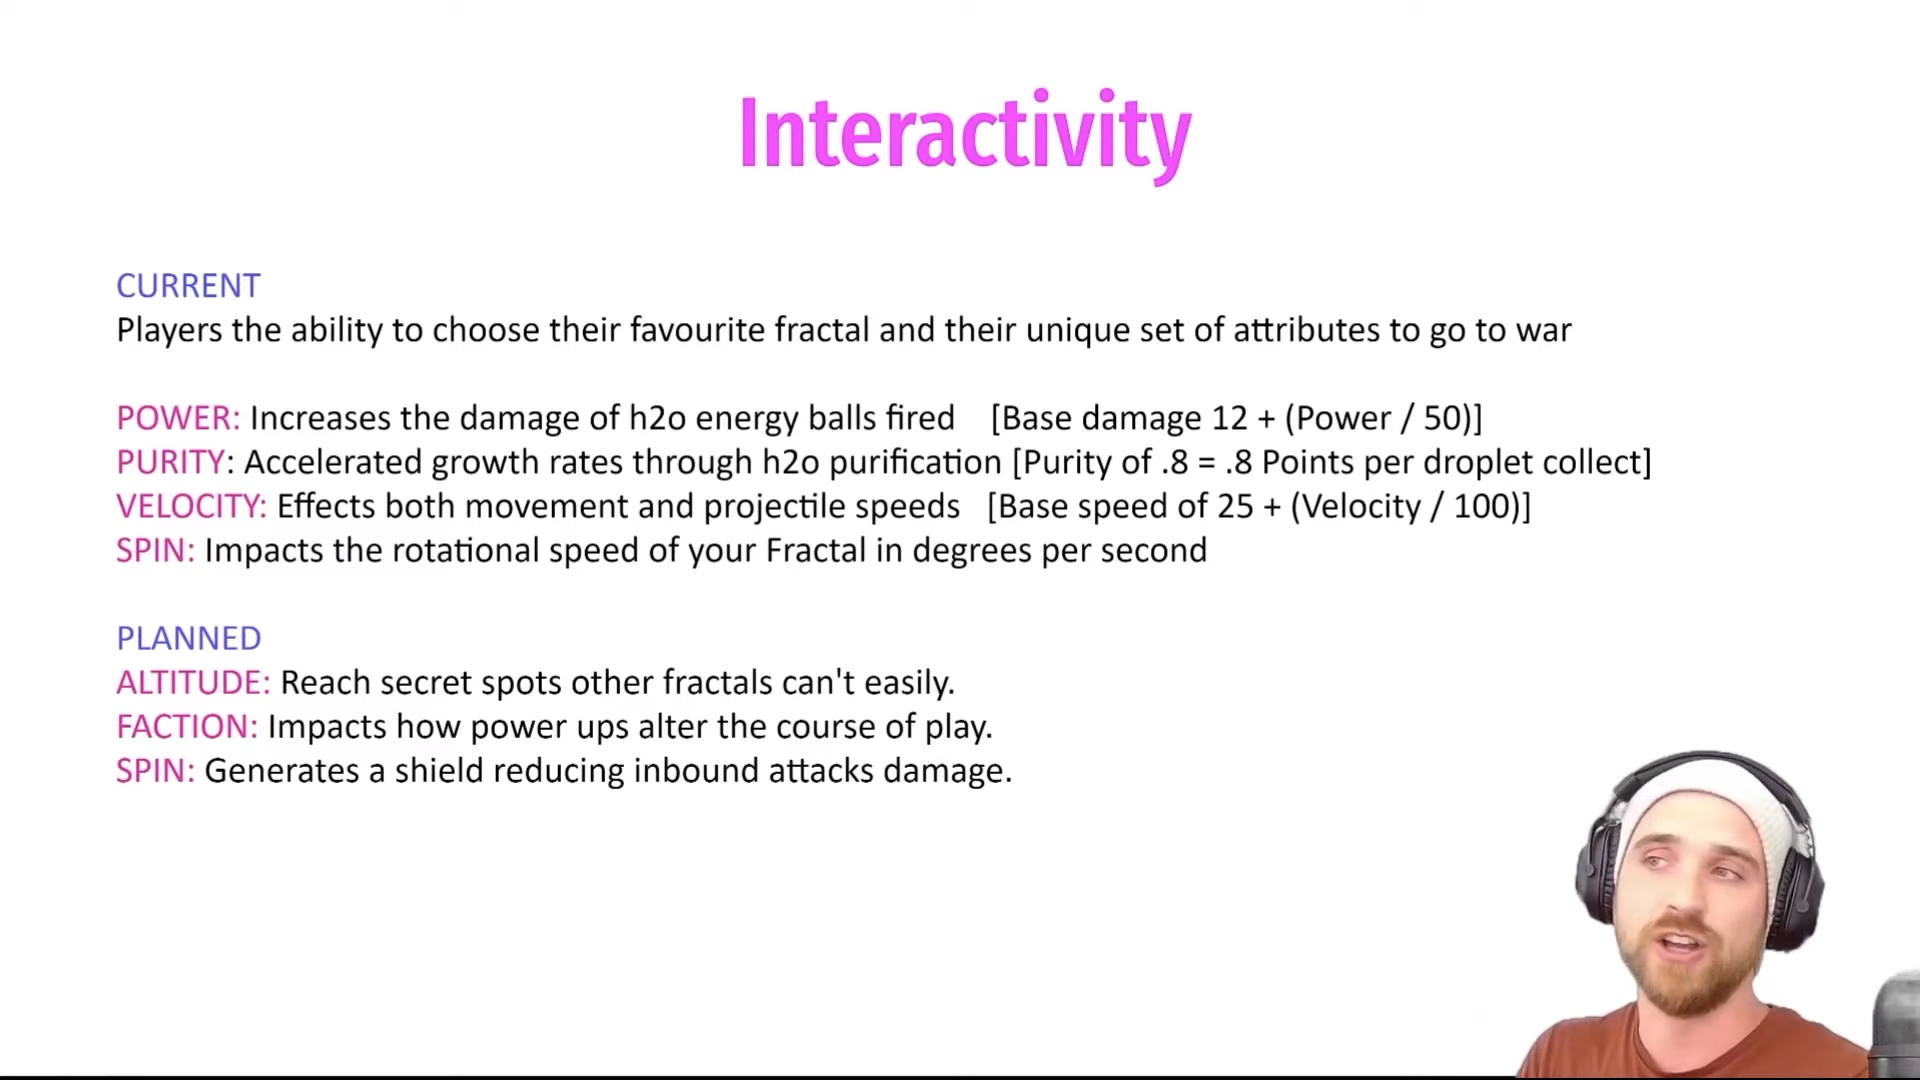 Interactivity
CURRENT
Players the ability to choose their favourite fractal and their unique set of attributes to go to war
POWER: Increases the damage of h2o energy balls fired [Base damage 12 + (Power / 50)]
PURITY: Accelerated growth rates through h2o purification [Purity of .8 = .8 Points per droplet collect]
VELOCITY: Effects both movement and projectile speeds [Base speed of 25 + (Velocity / 100)]
SPIN: Impacts the rotational speed of your Fractal in degrees per second
PLANNED
ALTITUDE: Reach secret spots other fractals can't easily.
FACTION: Impacts how power ups alter the course of play.
SPIN: Generates a shield reducing inbound attacks damage.